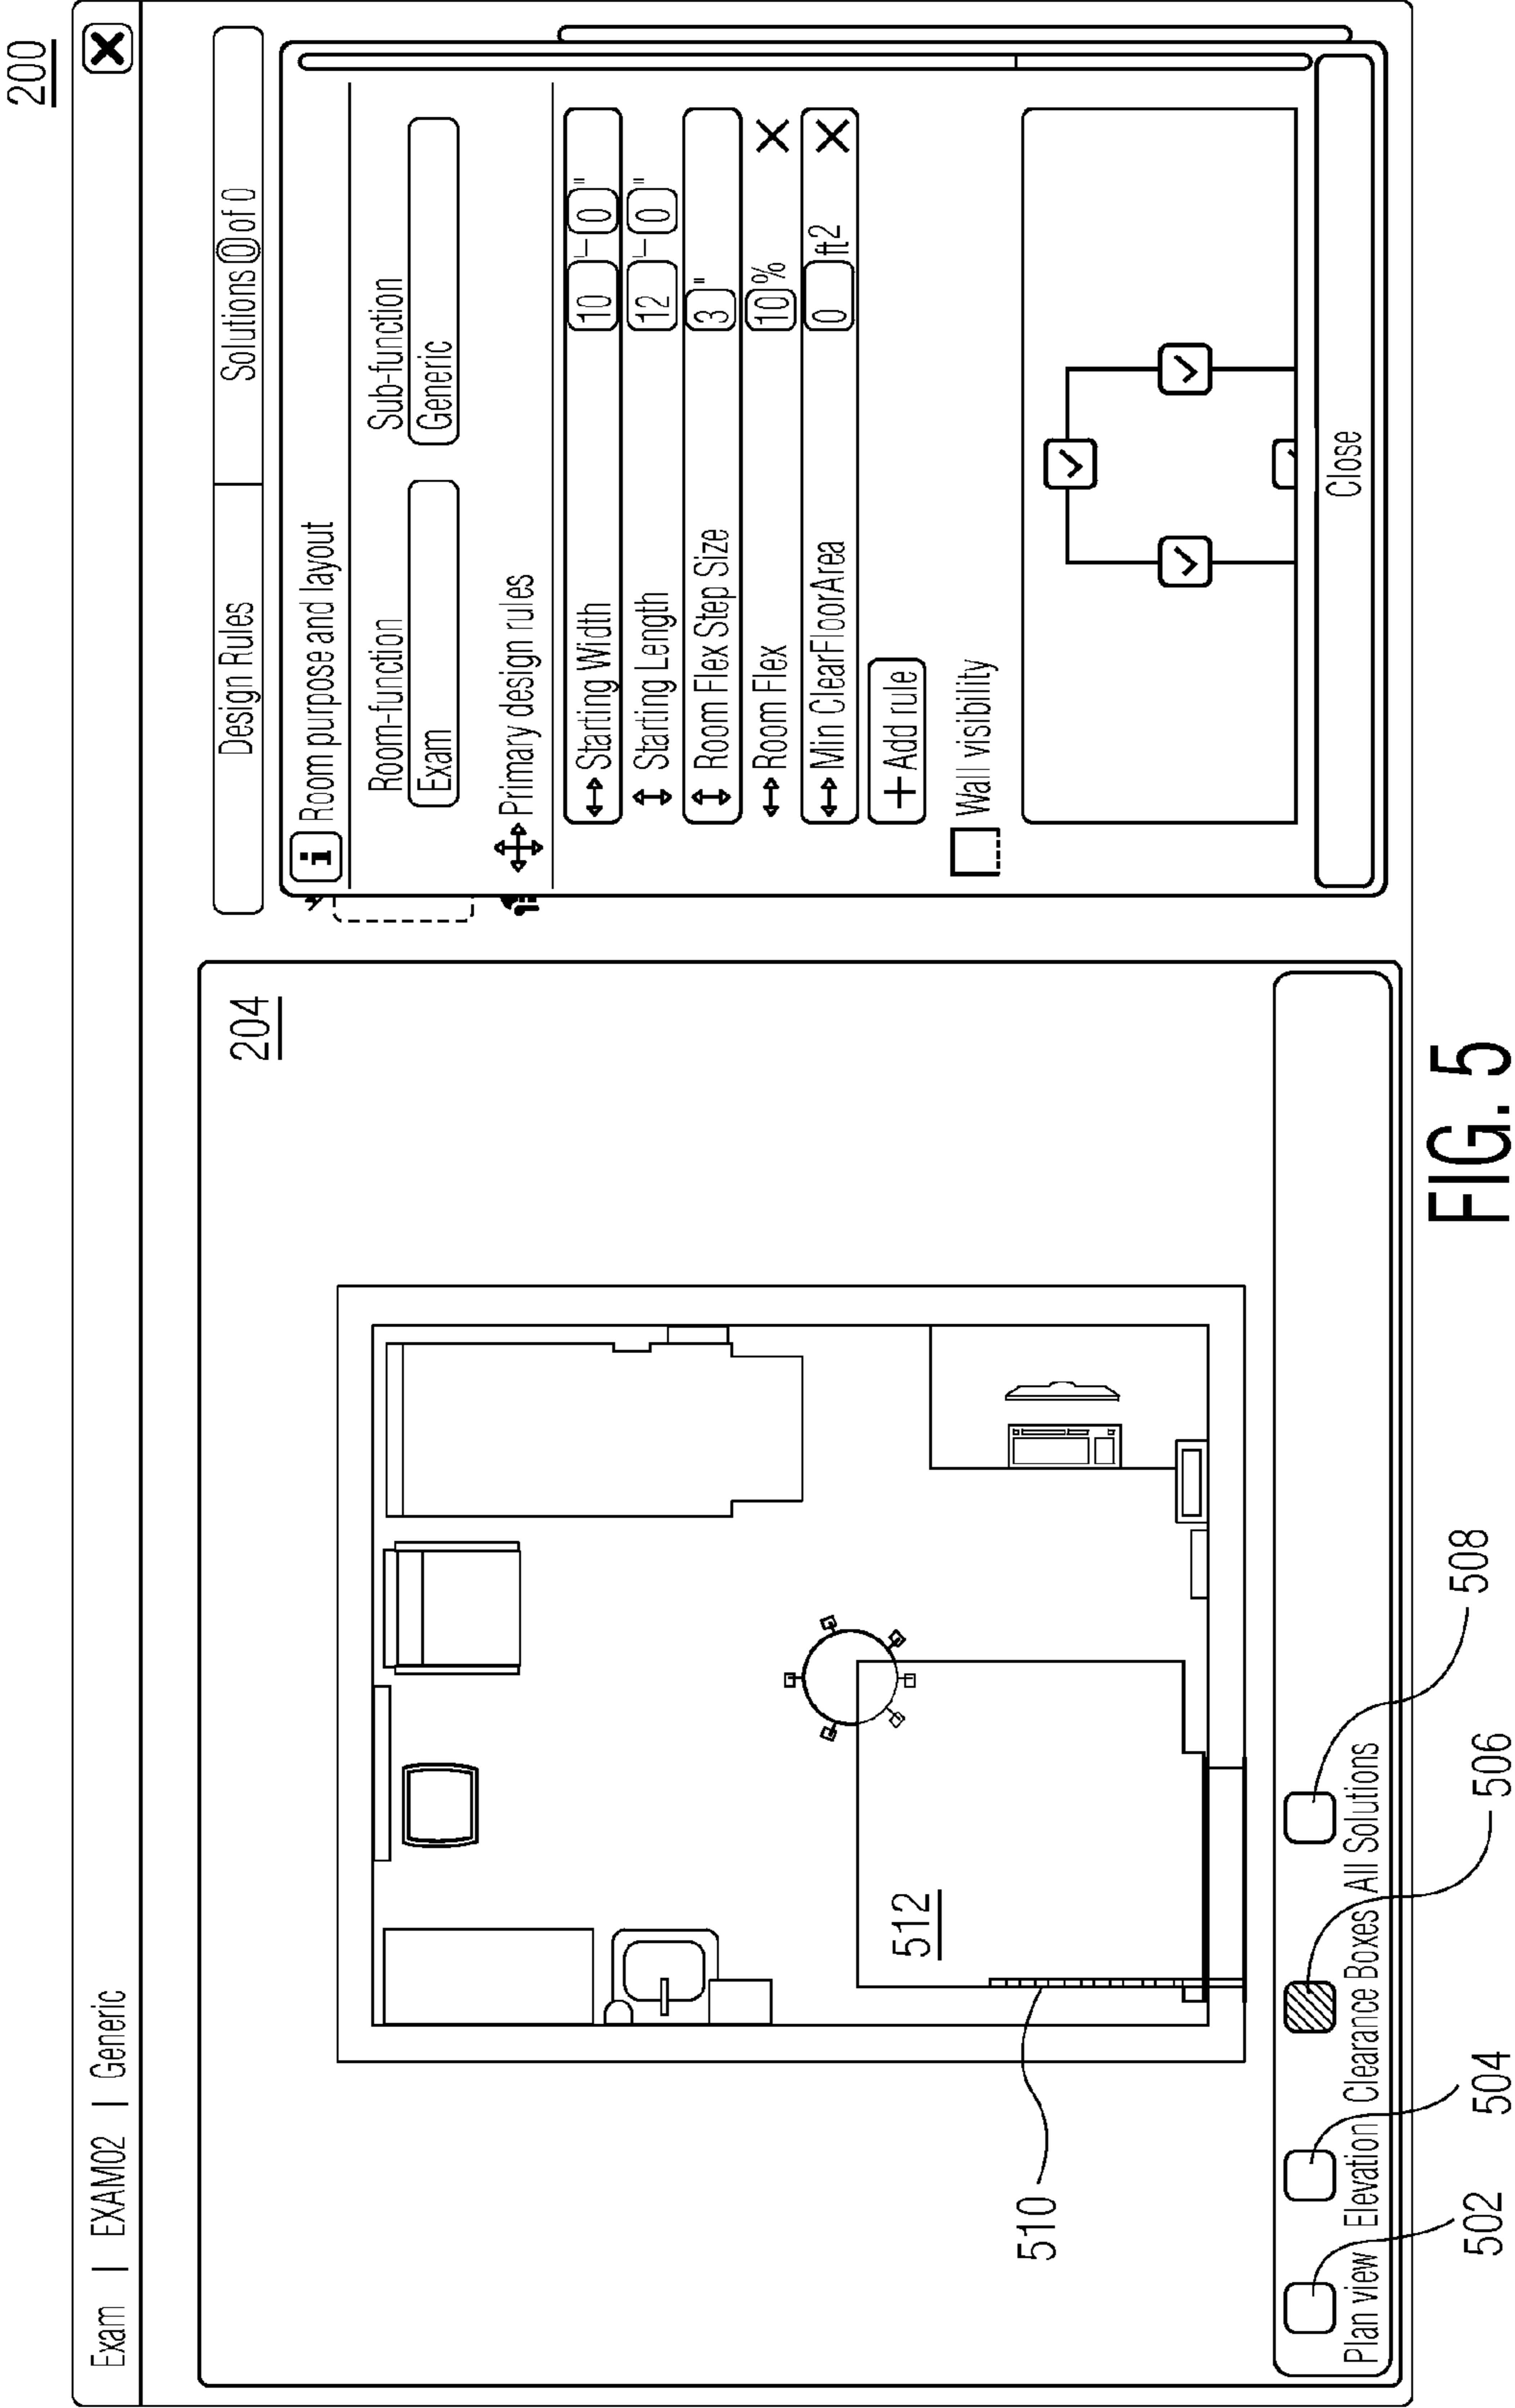 200
Exam | EXAM02 | Generic
204
512
510
Plan view
Elevation
Clearance Boxes
All Solutions
502
504
506
508
Design Rules
Solutions 0 of 0
i Room purpose and layout
Room-function
Sub-function
Exam
Generic
Primary design rules
Starting Width 10 '– 0 "
Starting Length 12 '– 0 "
Room Flex Step Size 3 "
Room Flex 10 %
Min ClearFloorArea 0 ft2
+ Add rule
Wall visibility
Close
FIG. 5